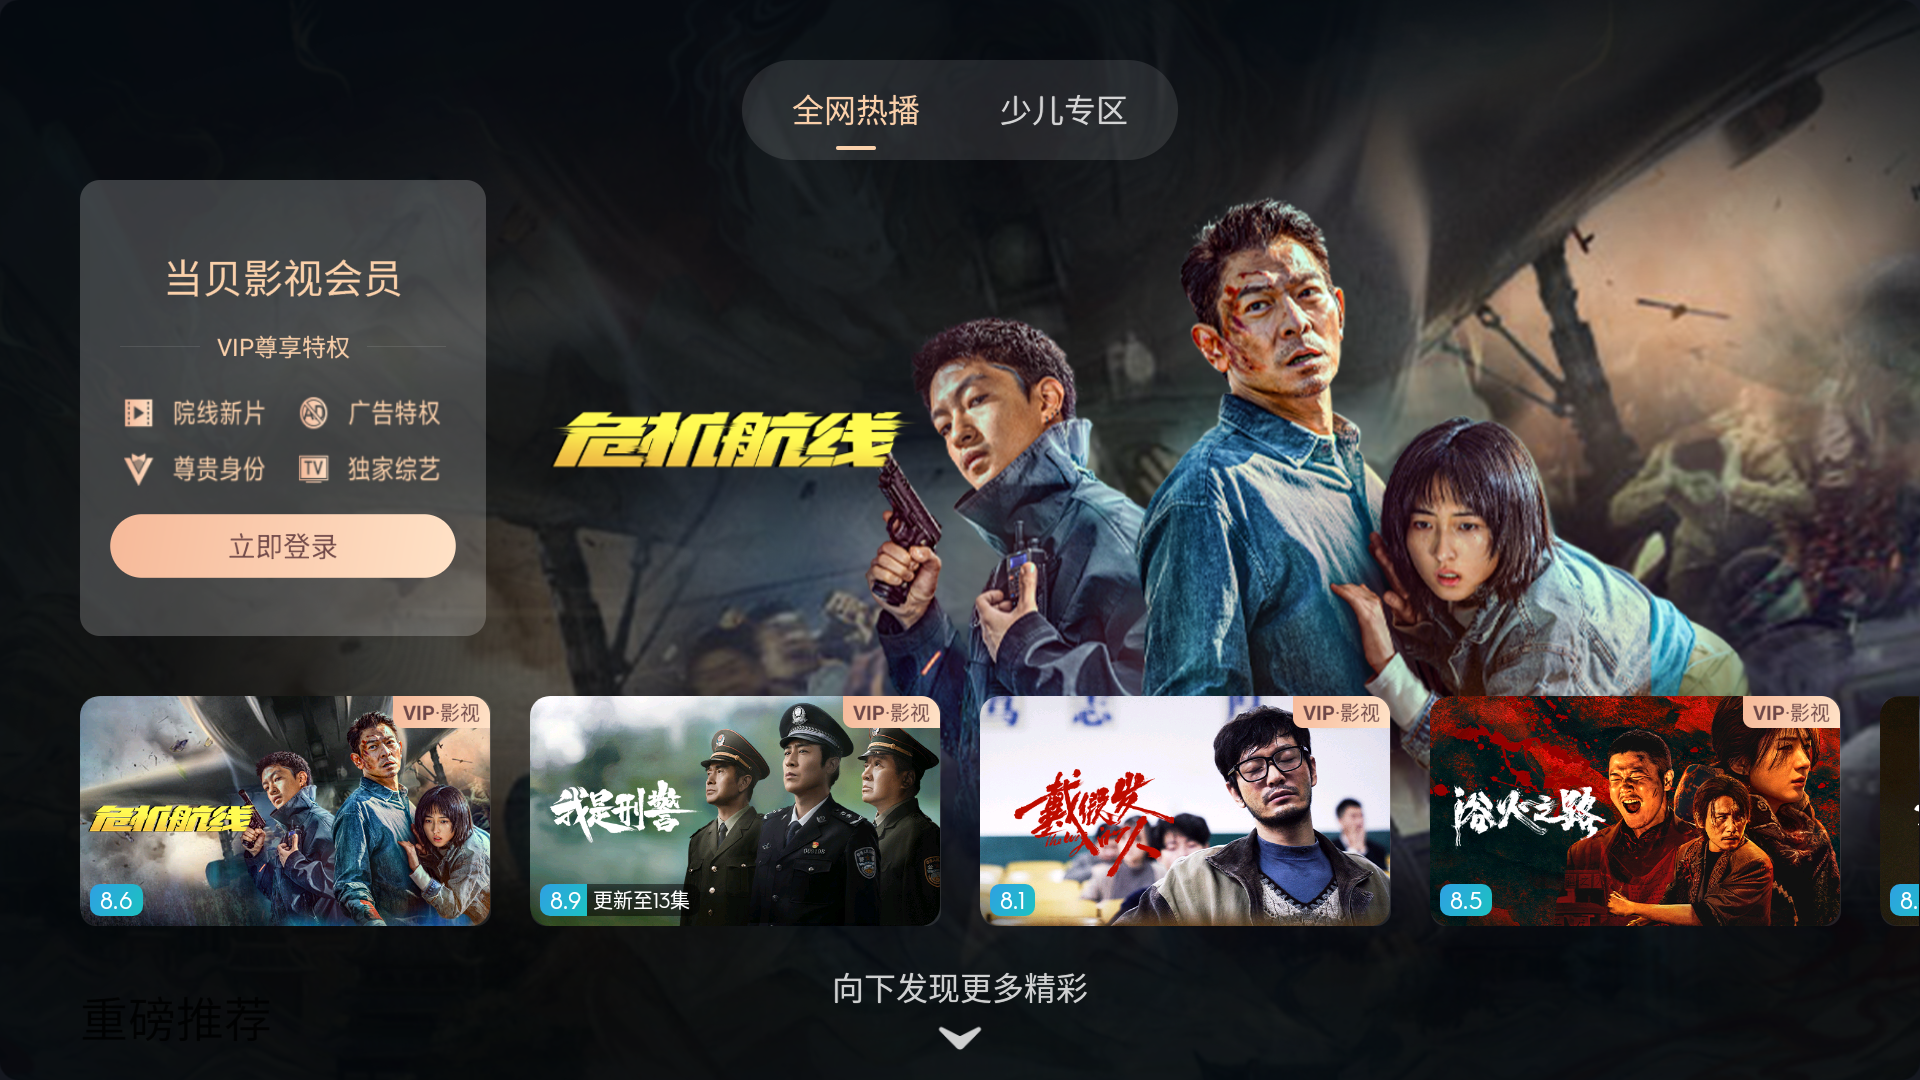 全网热播
少儿专区
当贝影视会员
VIP尊享特权
院线新片
广告特权
尊贵身份
独家综艺
立即登录
危机航线
VIP·影视
危机航线
8.6
VIP·影视
我是刑警
8.9 更新至13集
VIP·影视
戴假发的人
8.1
VIP·影视
浴火之路
8.5
8.
向下发现更多精彩
重磅推荐